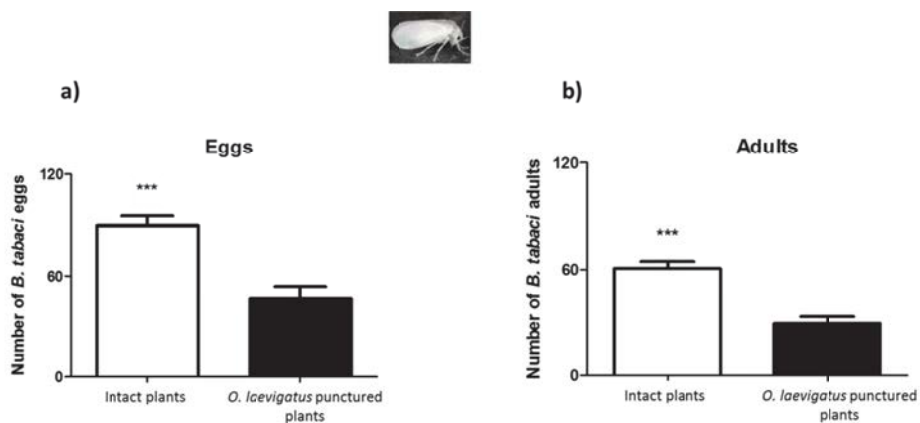 a)
Eggs
Number of B. tabaci eggs
120
60
0
***
Intact plants
O. laevigatus punctured
plants
b)
Adults
Number of B. tabaci adults
120
60
0
***
Intact plants
O. laevigatus punctured
plants